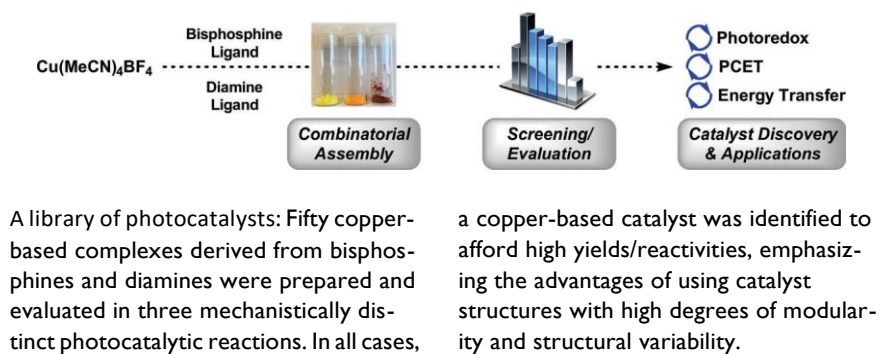 Bisphosphine
Ligand
Cu(MeCN)4BF4
Diamine
Ligand
Photoredox
PCET
Energy Transfer
Combinatorial
Assembly
Screening/
Evaluation
Catalyst Discovery
& Applications
A library of photocatalysts: Fifty copper-
based complexes derived from bisphos-
phines and diamines were prepared and
evaluated in three mechanistically dis-
tinct photocatalytic reactions. In all cases,
a copper-based catalyst was identified to
afford high yields/reactivities, emphasiz-
ing the advantages of using catalyst
structures with high degrees of modular-
ity and structural variability.